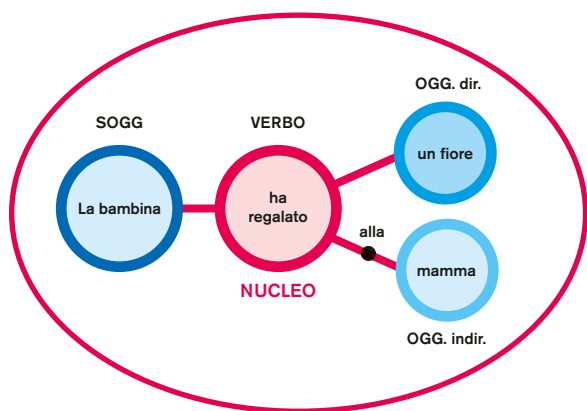 OGG. dir.
SOGG
VERBO
un fiore
La bambina
ha
regalato
alla
mamma
NUCLEO
OGG. indir.